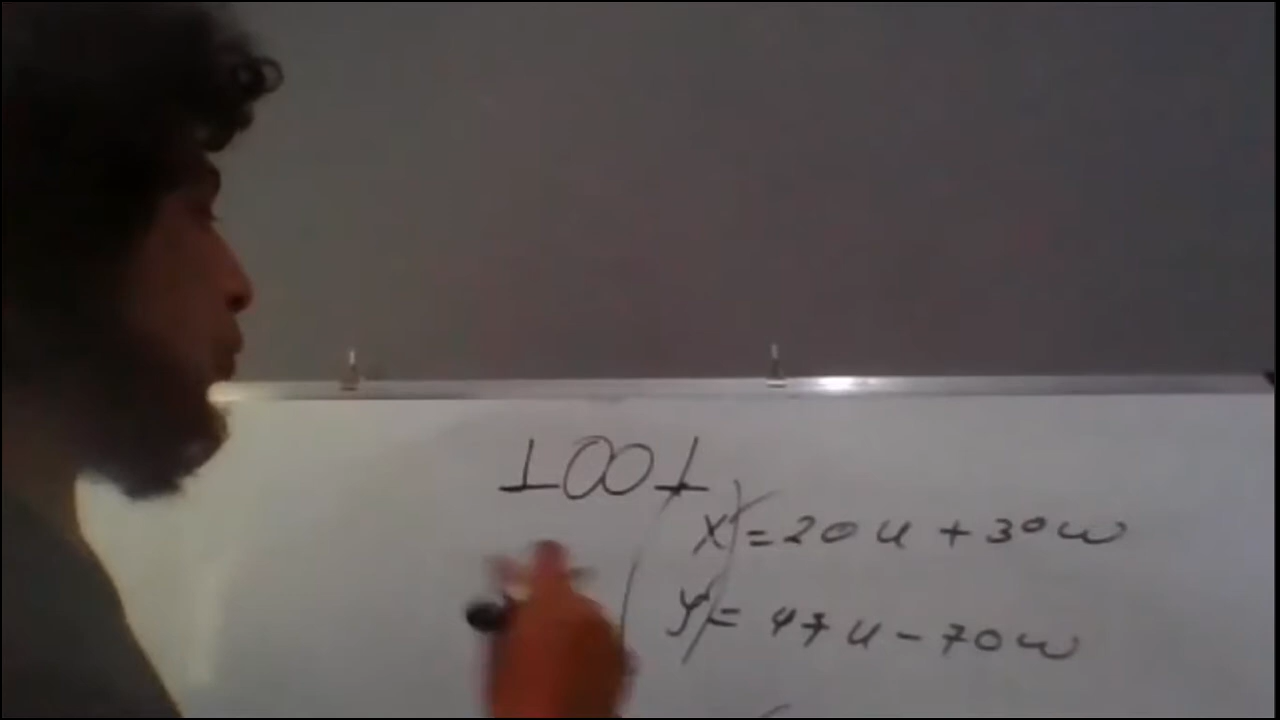 1001
x = 20u + 30w
y = 47u - 70w